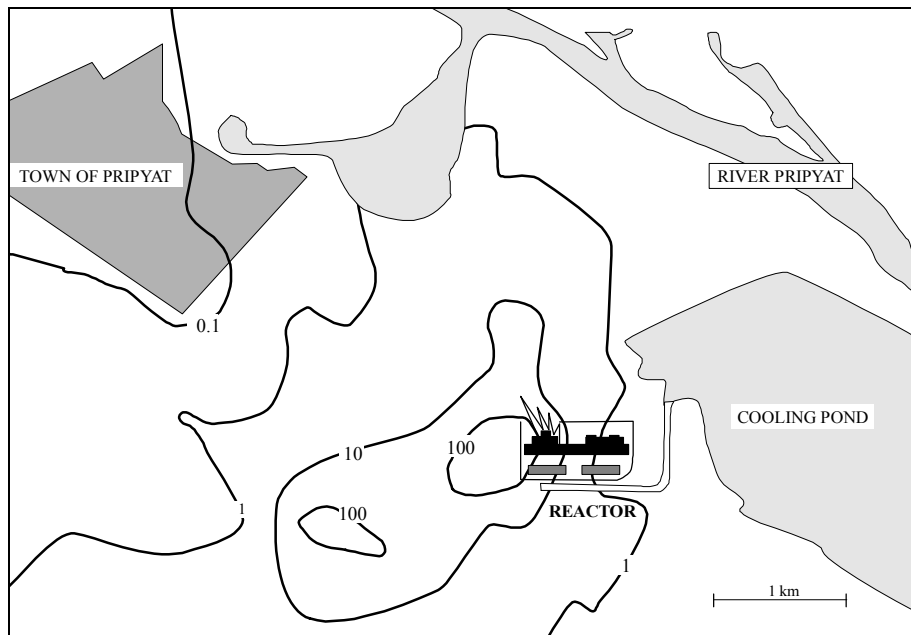 TOWN OF PRIPYAT
RIVER PRIPYAT
0.1
COOLING POND
10
100
1
100
REACTOR
1
1 km